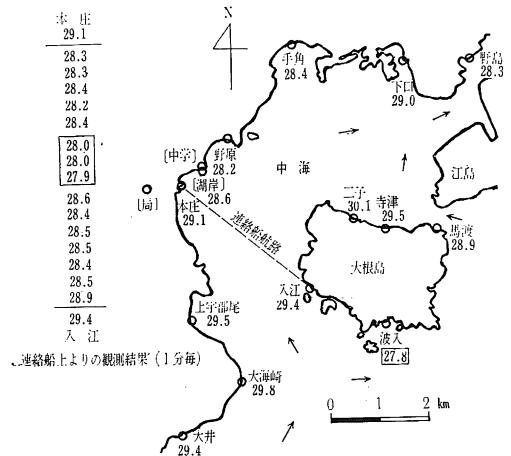 本庄
29.1
28.3
28.3
28.4
28.2
28.4
28.0
28.0
27.9
28.6
28.4
28.5
28.5
28.4
28.5
28.9
29.4
入江
連絡船上よりの観測結果（1分毎）
N
手角
28.4
下口
29.0
野島
28.3
[中学]
野原
28.2
中海
江島
[湖岸]
28.6
[局]
本庄
29.1
連絡船航路
二子
30.1
寺津
29.5
馬渡
28.9
大根島
入江
29.4
上宇部尾
29.5
波入
27.8
大海崎
29.8
0 1 2 km
大井
29.4